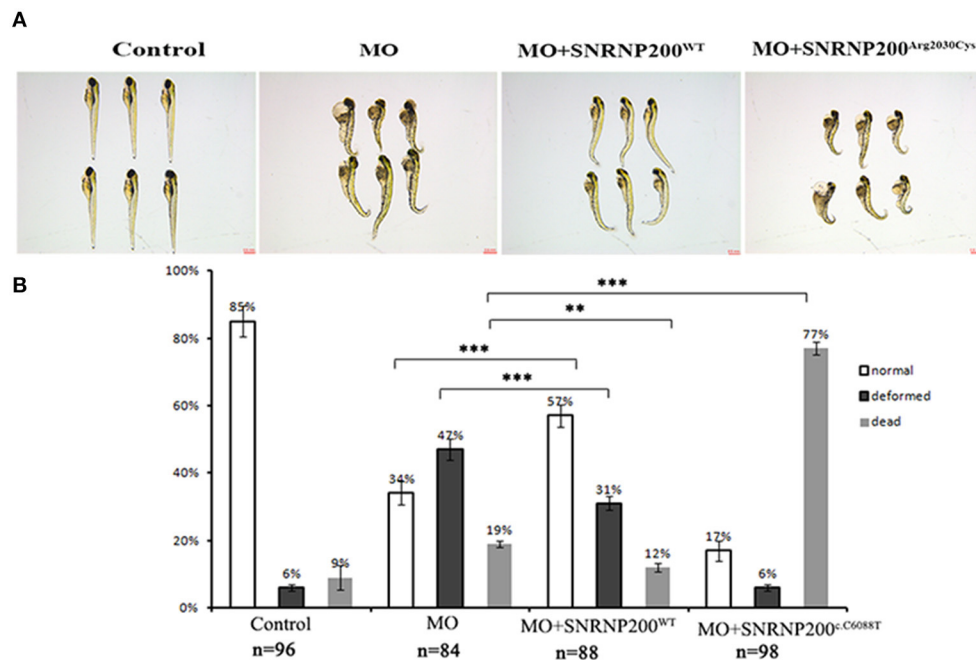 A
Control
MO
MO+SNRNP200WT
MO+SNRNP200Arg2030Cys
B
100%
80%
60%
40%
20%
0%
85%
6%
9%
34%
47%
19%
57%
31%
12%
17%
6%
77%
***
***
**
***
normal
deformed
dead
Control
MO
MO+SNRNP200WT
MO+SNRNP200c.C6088T
n=96
n=84
n=88
n=98